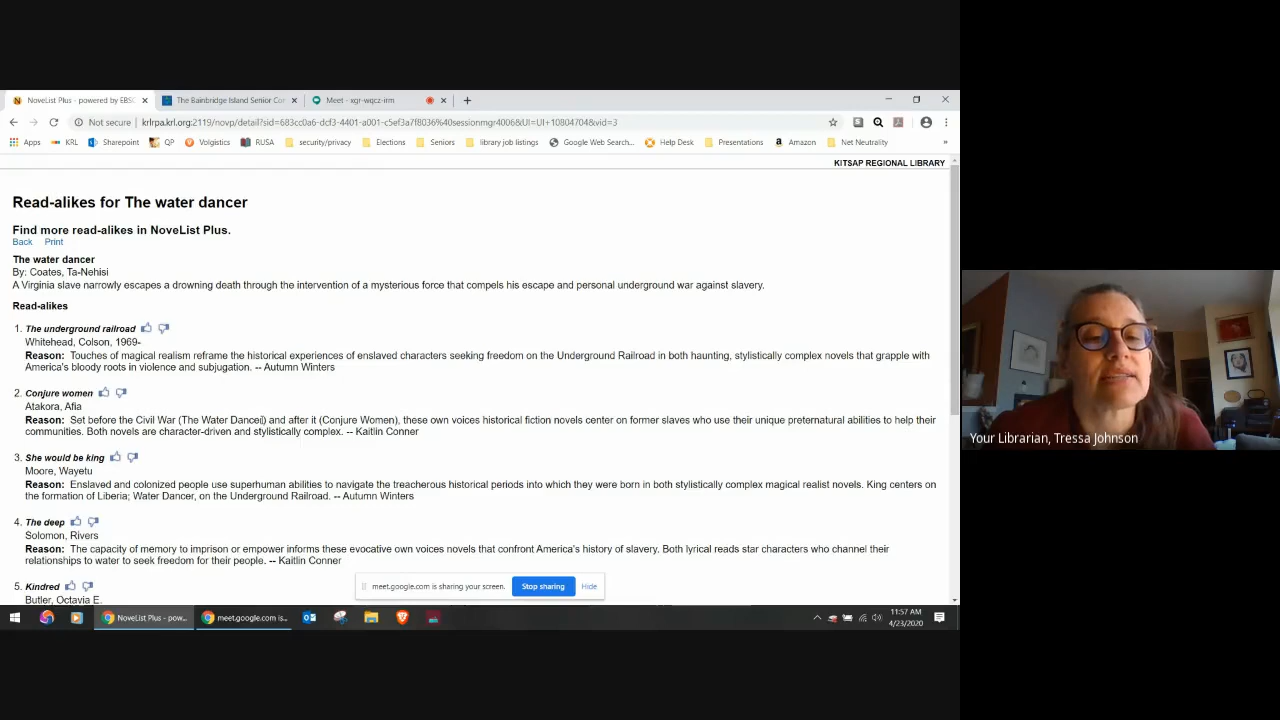 NoveList Plus - powered by EBSC
The Bainbridge Island Senior Cor
Meet - xgr-wqcz-irm
Not secure
krlrpa.krl.org:2119/novp/detail?sid=683cc0a6-dcf3-4401-a001-c5ef3a7f8036%40sessionmgr4006&UI=UI+10804704&vid=3
Apps KRL Sharepoint QP Volgistics RUSA security/privacy Elections Seniors library job listings Google Web Search... Help Desk Presentations Amazon Net Neutrality »
KITSAP REGIONAL LIBRARY
Read-alikes for The water dancer
Find more read-alikes in NoveList Plus.
Back Print
The water dancer
By: Coates, Ta-Nehisi
A Virginia slave narrowly escapes a drowning death through the intervention of a mysterious force that compels his escape and personal underground war against slavery.
Read-alikes
1. The underground railroad
Whitehead, Colson, 1969-
Reason: Touches of magical realism reframe the historical experiences of enslaved characters seeking freedom on the Underground Railroad in both haunting, stylistically complex novels that grapple with
America's bloody roots in violence and subjugation. -- Autumn Winters
2. Conjure women
Atakora, Afia
Reason: Set before the Civil War (The Water Dancer) and after it (Conjure Women), these own voices historical fiction novels center on former slaves who use their unique preternatural abilities to help their
communities. Both novels are character-driven and stylistically complex. -- Kaitlin Conner
3. She would be king
Moore, Wayetu
Reason: Enslaved and colonized people use superhuman abilities to navigate the treacherous historical periods into which they were born in both stylistically complex magical realist novels. King centers on
the formation of Liberia; Water Dancer, on the Underground Railroad. -- Autumn Winters
4. The deep
Solomon, Rivers
Reason: The capacity of memory to imprison or empower informs these evocative own voices novels that confront America's history of slavery. Both lyrical reads star characters who channel their
relationships to water to seek freedom for their people. -- Kaitlin Conner
5. Kindred
Butler, Octavia E.
meet.google.com is sharing your screen. Stop sharing Hide
NoveList Plus - pow...
meet.google.com is...
11:57 AM
4/23/2020
Your Librarian, Tressa Johnson